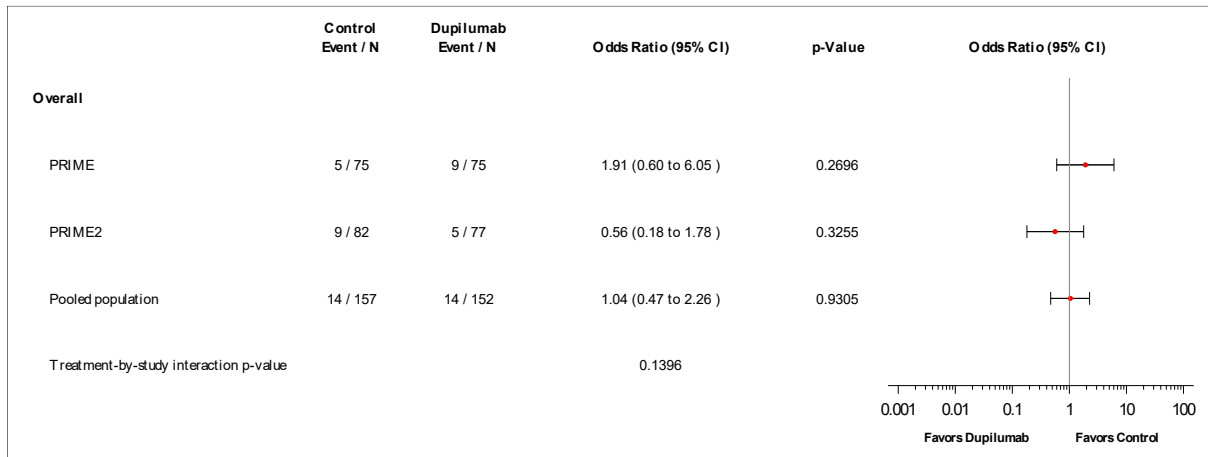 Control Dupilumab
Event / N Event / N Odds Ratio (95% CI) p-Value Odds Ratio (95% CI)
Overall
PRIME 5 / 75 9 / 75 1.91 (0.60 to 6.05 ) 0.2696
PRIME2 9 / 82 5 / 77 0.56 (0.18 to 1.78 ) 0.3255
Pooled population 14 / 157 14 / 152 1.04 (0.47 to 2.26 ) 0.9305
Treatment-by-study interaction p-value 0.1396
0.001 0.01 0.1 1 10 100
Favors Dupilumab Favors Control